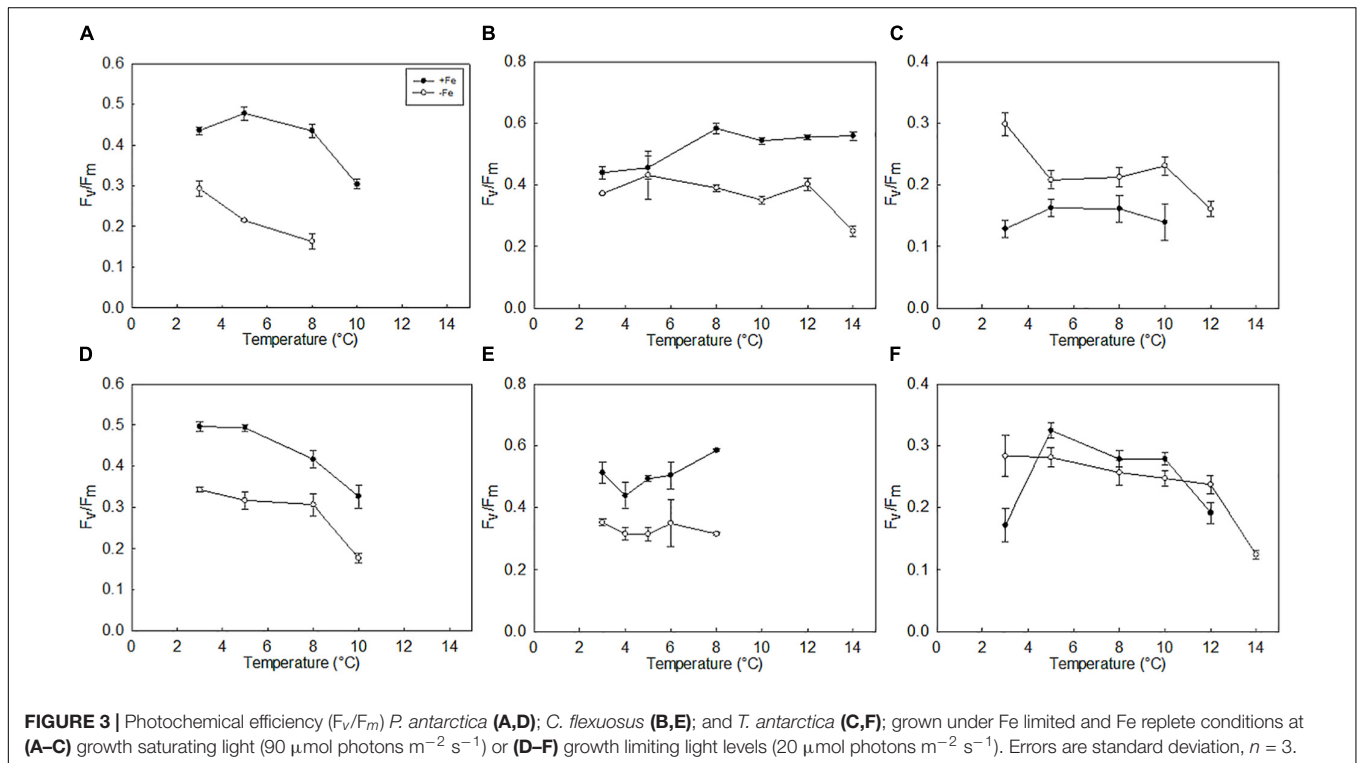 A
B
C
0.6
0.5
0.4
0.3
0.2
0.1
0.0
Fv/Fm
+Fe
-Fe
0 2 4 6 8 10 12 14
Temperature (°C)
0.8
0.6
0.4
0.2
0.0
Fv/Fm
0 2 4 6 8 10 12 14
Temperature (°C)
0.4
0.3
0.2
0.1
0.0
Fv/Fm
0 2 4 6 8 10 12 14
Temperature (°C)
D
E
F
0.6
0.5
0.4
0.3
0.2
0.1
0.0
Fv/Fm
0 2 4 6 8 10 12 14
Temperature (°C)
0.8
0.6
0.4
0.2
0.0
Fv/Fm
0 2 4 6 8 10 12 14
Temperature (°C)
0.4
0.3
0.2
0.1
0.0
Fv/Fm
0 2 4 6 8 10 12 14
Temperature (°C)
FIGURE 3 | Photochemical efficiency (Fv/Fm) P. antarctica (A,D); C. flexuosus (B,E); and T. antarctica (C,F); grown under Fe limited and Fe replete conditions at
(A–C) growth saturating light (90 μmol photons m−2 s−1) or (D–F) growth limiting light levels (20 μmol photons m−2 s−1). Errors are standard deviation, n = 3.